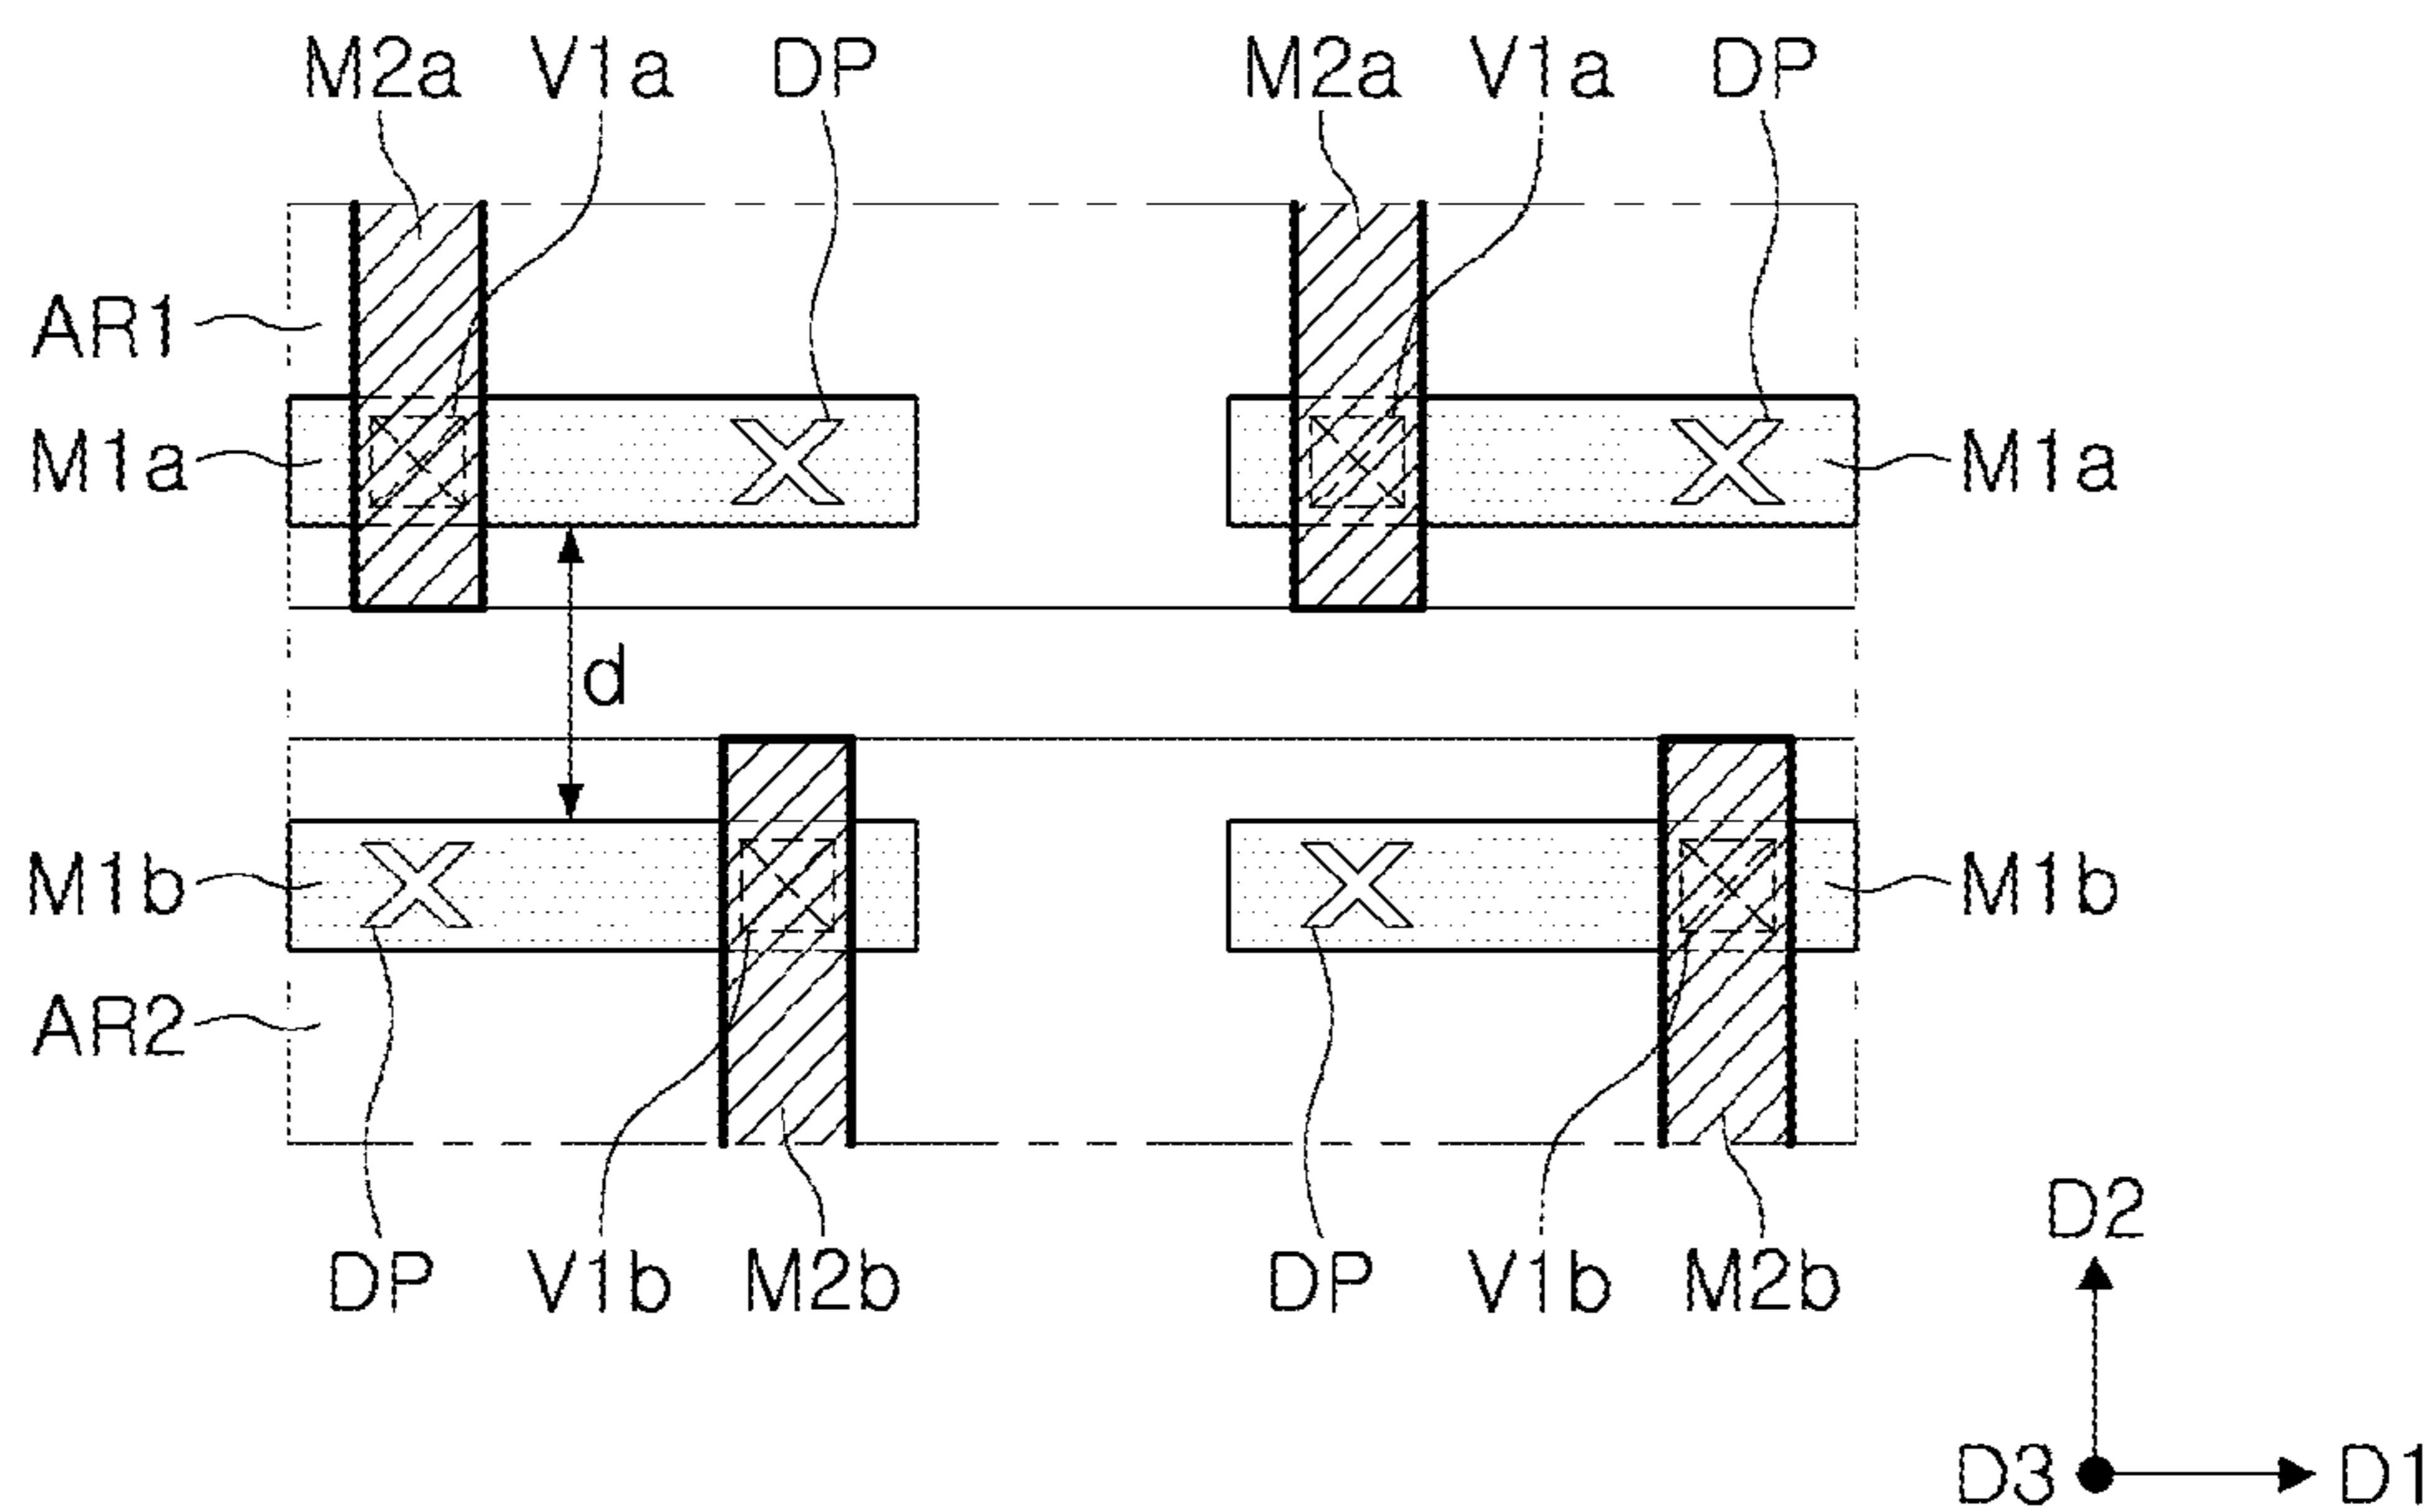 M2a V1a DP M2a V1a DP
AR1
M1a M1a
d
M1b M1b
AR2
DP V1b M2b DP V1b M2b
D2
D3 D1